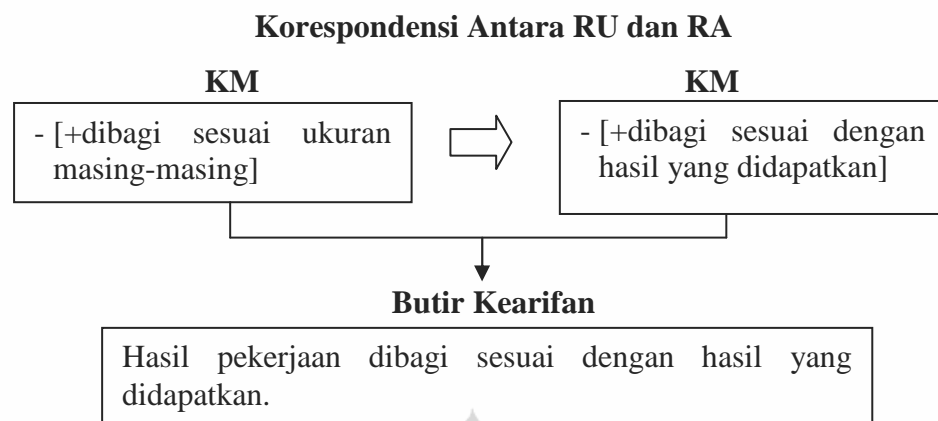 Korespondensi Antara RU dan RA
KM
- [+dibagi sesuai ukuran
masing-masing]
KM
- [+dibagi sesuai dengan
hasil yang didapatkan]
Butir Kearifan
Hasil pekerjaan dibagi sesuai dengan hasil yang
didapatkan.